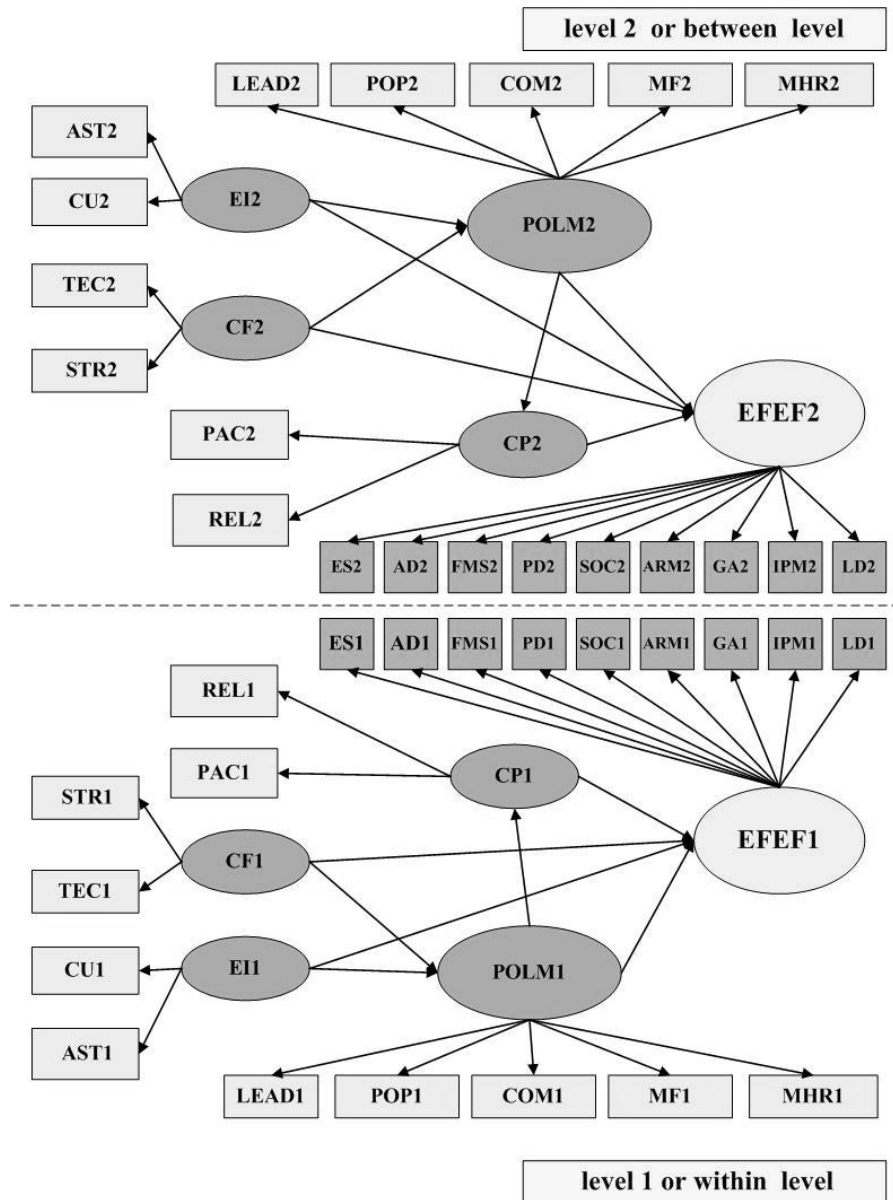 level 2 or between level
LEAD2 POP2 COM2 MF2 MHR2
AST2
CU2
EI2
POLM2
TEC2
CF2
STR2
EFEF2
PAC2
CP2
REL2
ES2 AD2 FMS2 PD2 SOC2 ARM2 GA2 IPM2 LD2
ES1 AD1 FMS1 PD1 SOC1 ARM1 GA1 IPM1 LD1
REL1
PAC1
CP1
STR1
EFEF1
CF1
TEC1
CU1
EI1
POLM1
AST1
LEAD1 POP1 COM1 MF1 MHR1
level 1 or within level